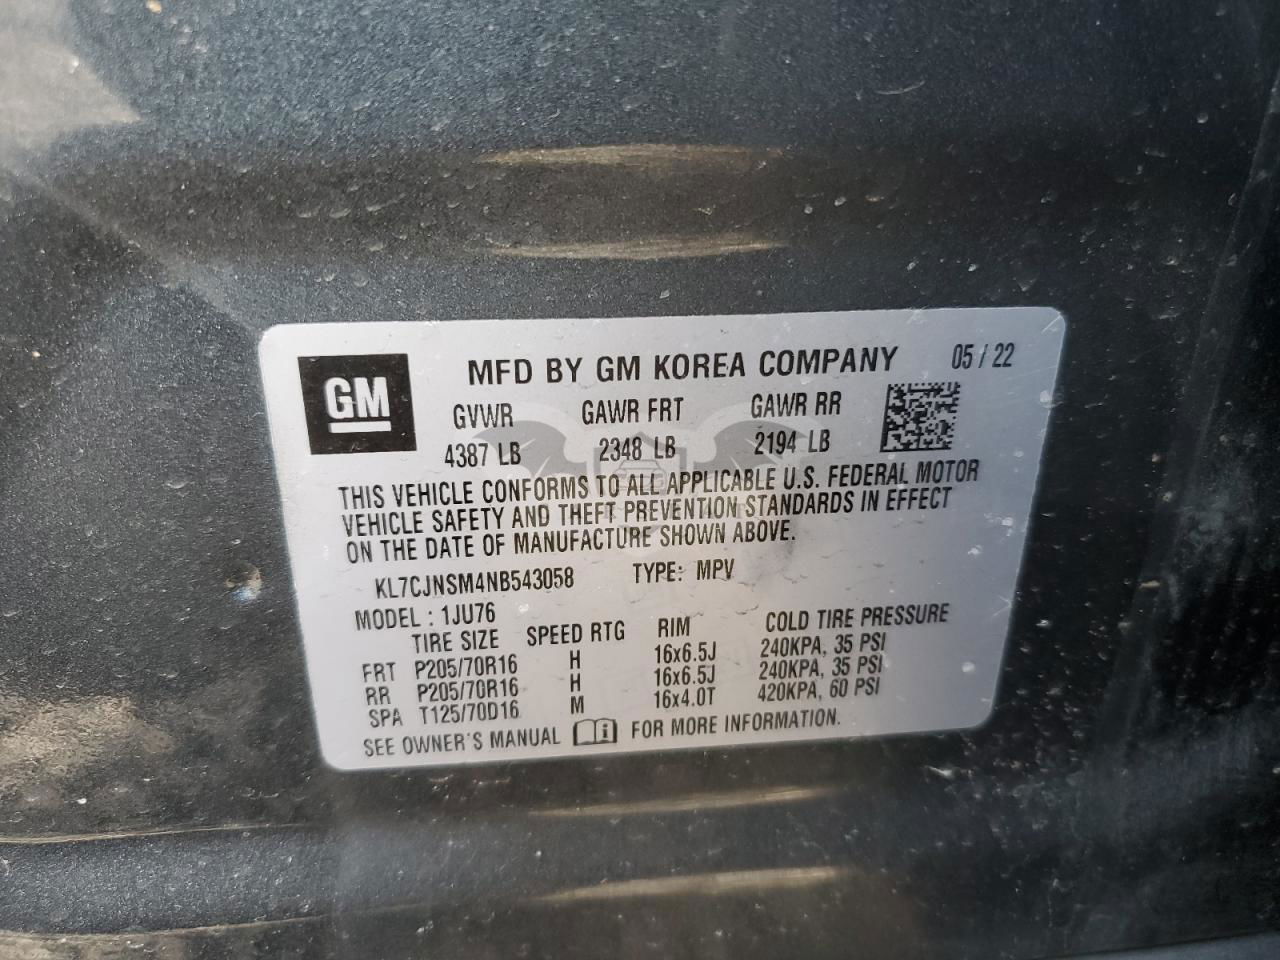 GM
MFD BY GM KOREA COMPANY 05 / 22
GVWR GAWR FRT GAWR RR
4387 LB 2348 LB 2194 LB
THIS VEHICLE CONFORMS TO ALL APPLICABLE U.S. FEDERAL MOTOR
VEHICLE SAFETY AND THEFT PREVENTION STANDARDS IN EFFECT
ON THE DATE OF MANUFACTURE SHOWN ABOVE.
KL7CJNSM4NB543058 TYPE: MPV
MODEL : 1JU76
TIRE SIZE SPEED RTG RIM COLD TIRE PRESSURE
FRT P205/70R16 H 16x6.5J 240KPA, 35 PSI
RR P205/70R16 H 16x6.5J 240KPA, 35 PSI
SPA T125/70D16 M 16x4.0T 420KPA, 60 PSI
SEE OWNER'S MANUAL i FOR MORE INFORMATION.